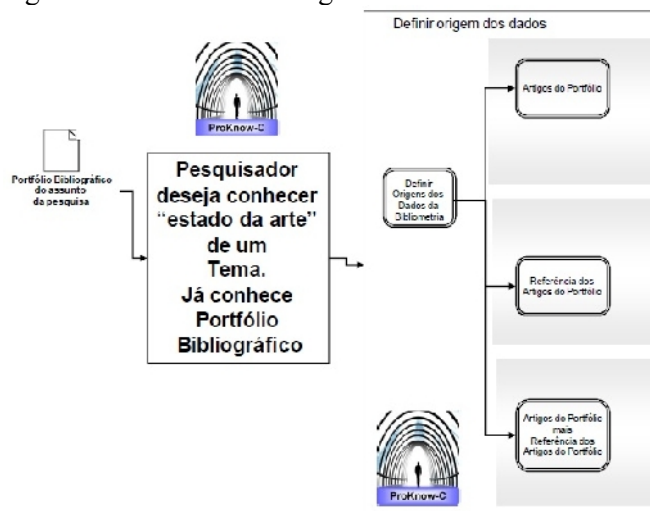 Definir origem dos dados
ProKnow-C
Portfólio Bibliográfico
do assunto
da pesquisa
Pesquisador
deseja conhecer
“estado da arte”
de um
Tema.
Já conhece
Portfólio
Bibliográfico
Definir
Origens dos
Dados da
Bibliometria
Artigos do Portfólio
Referência dos
Artigos do Portfólio
Artigos do Portfólio
mais
Referência dos
Artigos do Portfólio
ProKnow-C